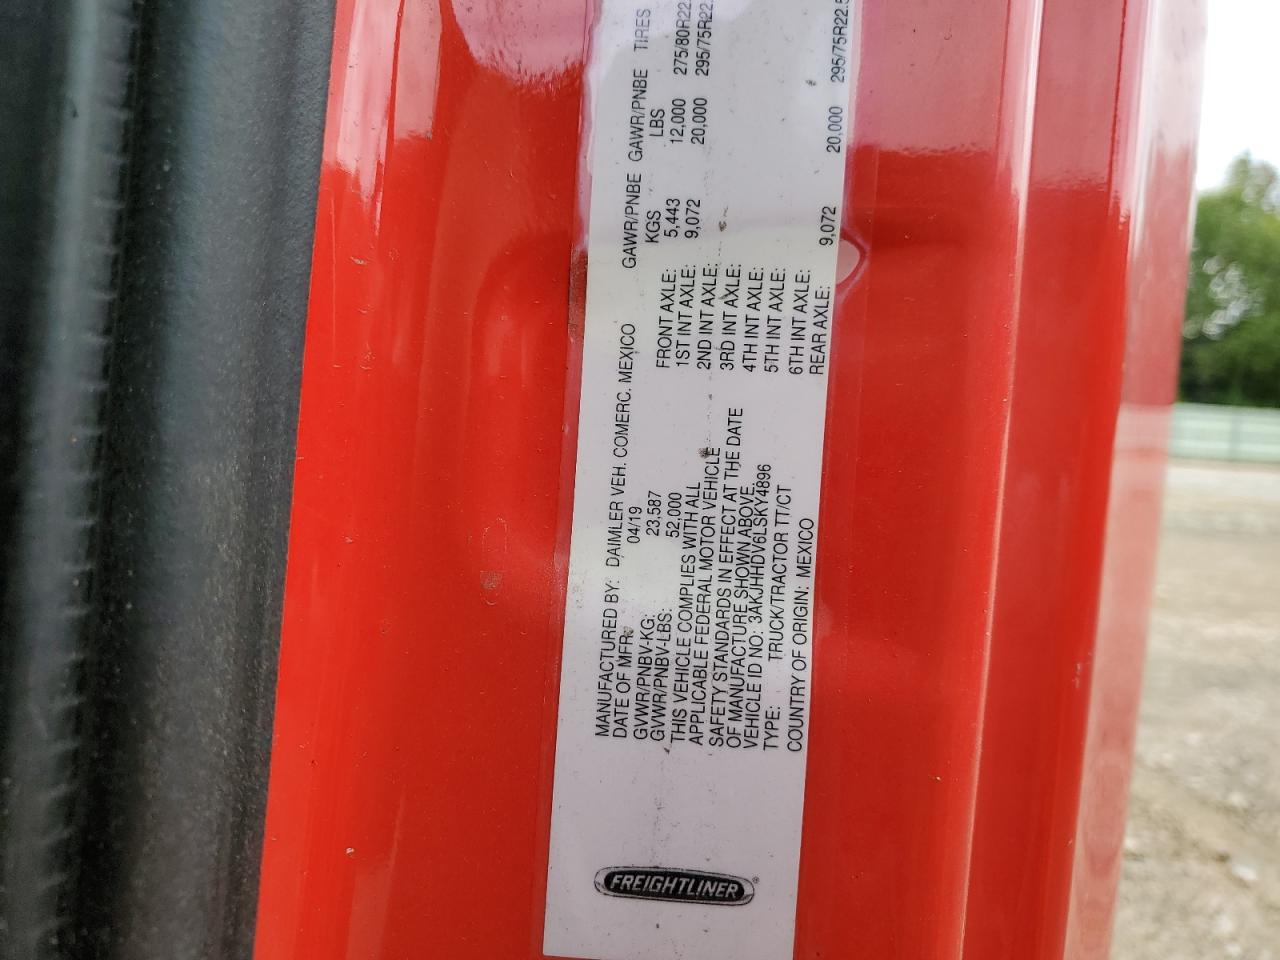 MANUFACTURED BY: DAIMLER VEH. COMERC. MEXICO
DATE OF MFR: 04/19
GVWR/PNBV-KG: 23,587
GVWR/PNBV-LBS: 52,000
THIS VEHICLE COMPLIES WITH ALL
APPLICABLE FEDERAL MOTOR VEHICLE
SAFETY STANDARDS IN EFFECT AT THE DATE
OF MANUFACTURE SHOWN ABOVE.
VEHICLE ID NO: 3AKJHHDV6LSKY4896
TYPE: TRUCK/TRACTOR TT/CT
COUNTRY OF ORIGIN: MEXICO
GAWR/PNBE GAWR/PNBE TIRES
KGS LBS
FRONT AXLE: 5,443 12,000 275/80R22.
1ST INT AXLE: 9,072 20,000 295/75R22.
2ND INT AXLE:
3RD INT AXLE:
4TH INT AXLE:
5TH INT AXLE:
6TH INT AXLE:
REAR AXLE: 9,072 20,000 295/75R22.5
FREIGHTLINER®